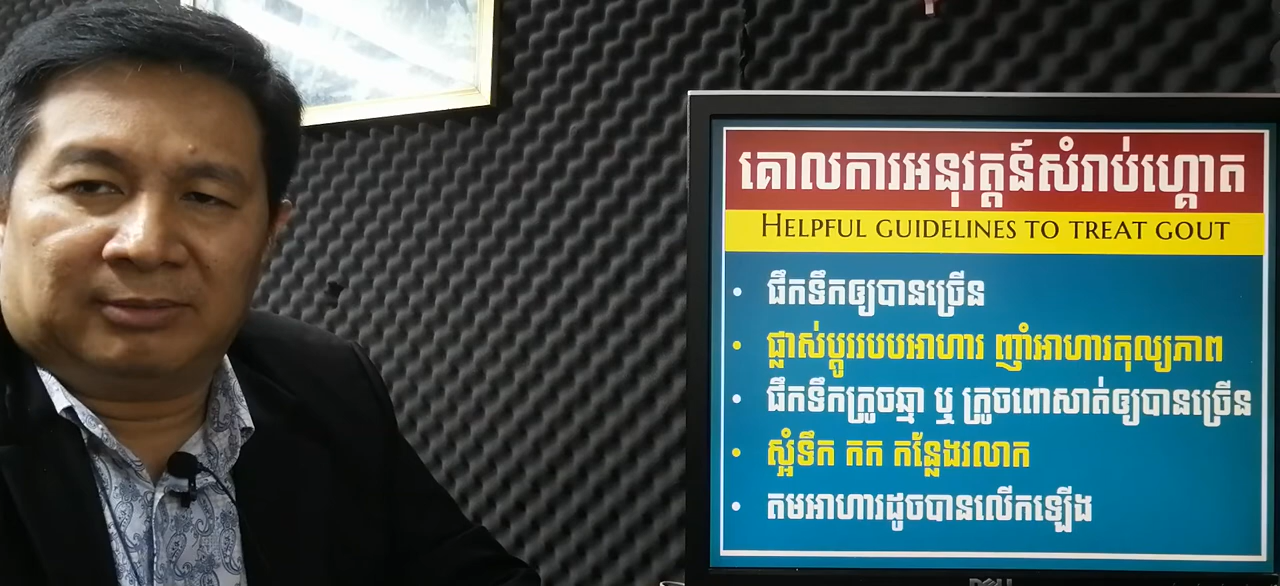 គោលការអនុវត្តន៍សំរាប់ហ្គោត
HELPFUL GUIDELINES TO TREAT GOUT
• ផឹកទឹកឲ្យបានច្រើន
• ផ្លាស់ប្តូររបបអាហារ ញ៉ាំអាហារតុល្យភាព
• ផឹកទឹកក្រូចឆ្មា ឬ ក្រូចពោសាត់ឲ្យបានច្រើន
• ស្អំទឹក កក កន្លែងរលាក
• តមអាហារដូចបានលើកឡើង
DELL